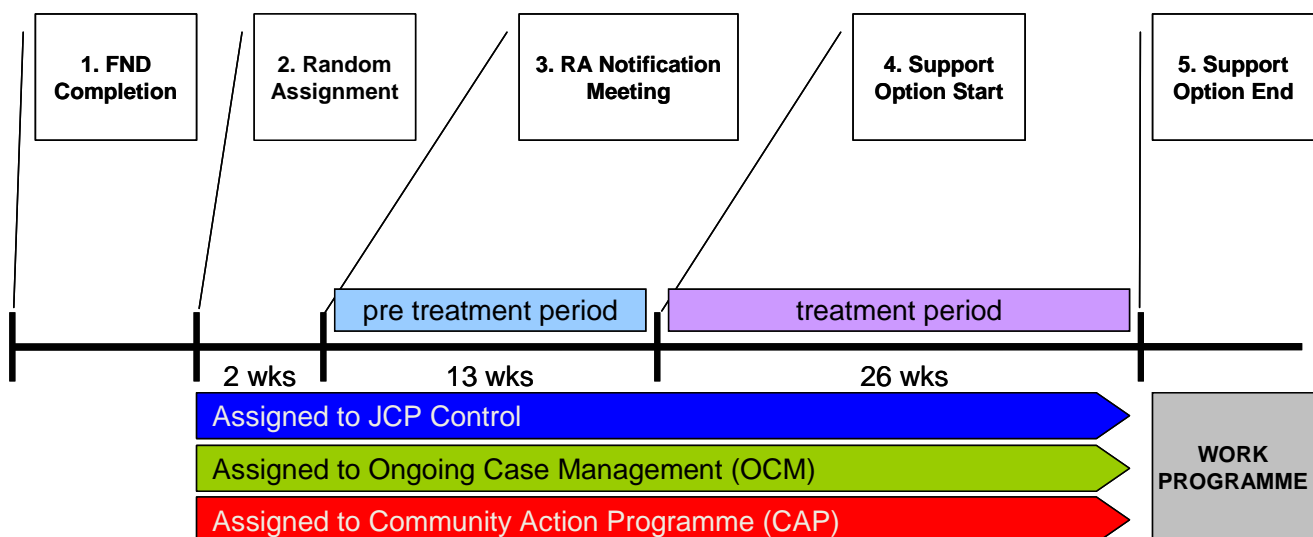 1. FND
Completion
2. Random
Assignment
3. RA Notification
Meeting
4. Support
Option Start
5. Support
Option End
pre treatment period
treatment period
2 wks
13 wks
26 wks
Assigned to JCP Control
Assigned to Ongoing Case Management (OCM)
Assigned to Community Action Programme (CAP)
WORK
PROGRAMME